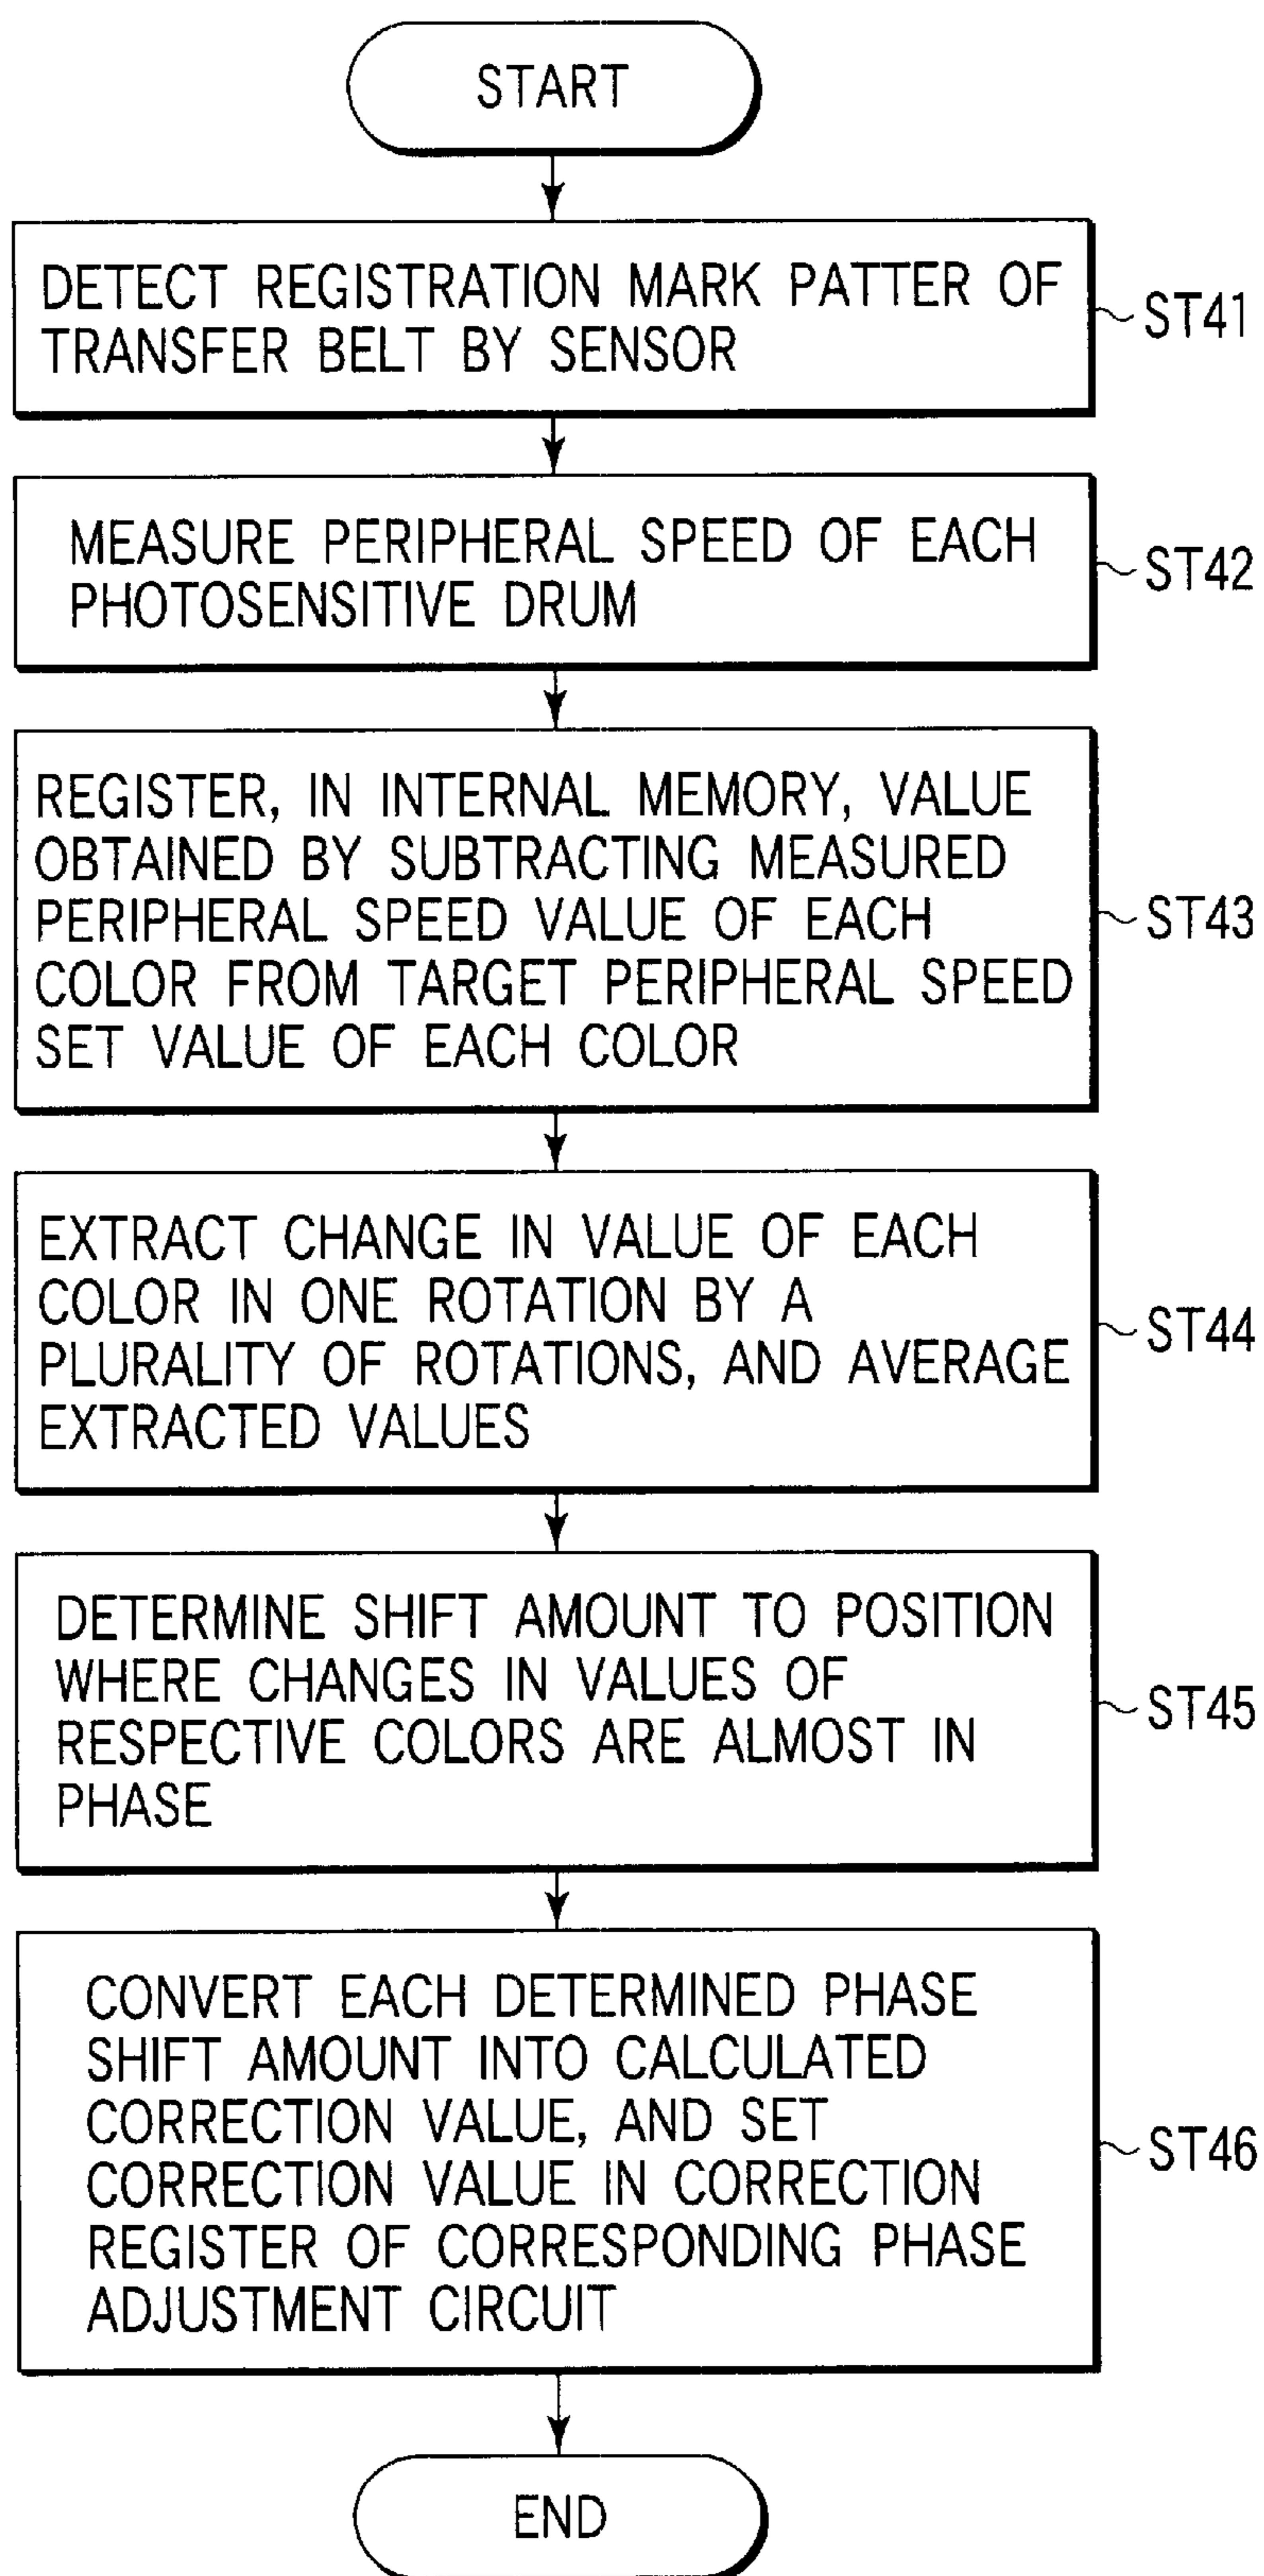 START
DETECT REGISTRATION MARK PATTER OF
TRANSFER BELT BY SENSOR
ST41
MEASURE PERIPHERAL SPEED OF EACH
PHOTOSENSITIVE DRUM
ST42
REGISTER, IN INTERNAL MEMORY, VALUE
OBTAINED BY SUBTRACTING MEASURED
PERIPHERAL SPEED VALUE OF EACH
COLOR FROM TARGET PERIPHERAL SPEED
SET VALUE OF EACH COLOR
ST43
EXTRACT CHANGE IN VALUE OF EACH
COLOR IN ONE ROTATION BY A
PLURALITY OF ROTATIONS, AND AVERAGE
EXTRACTED VALUES
ST44
DETERMINE SHIFT AMOUNT TO POSITION
WHERE CHANGES IN VALUES OF
RESPECTIVE COLORS ARE ALMOST IN
PHASE
ST45
CONVERT EACH DETERMINED PHASE
SHIFT AMOUNT INTO CALCULATED
CORRECTION VALUE, AND SET
CORRECTION VALUE IN CORRECTION
REGISTER OF CORRESPONDING PHASE
ADJUSTMENT CIRCUIT
ST46
END